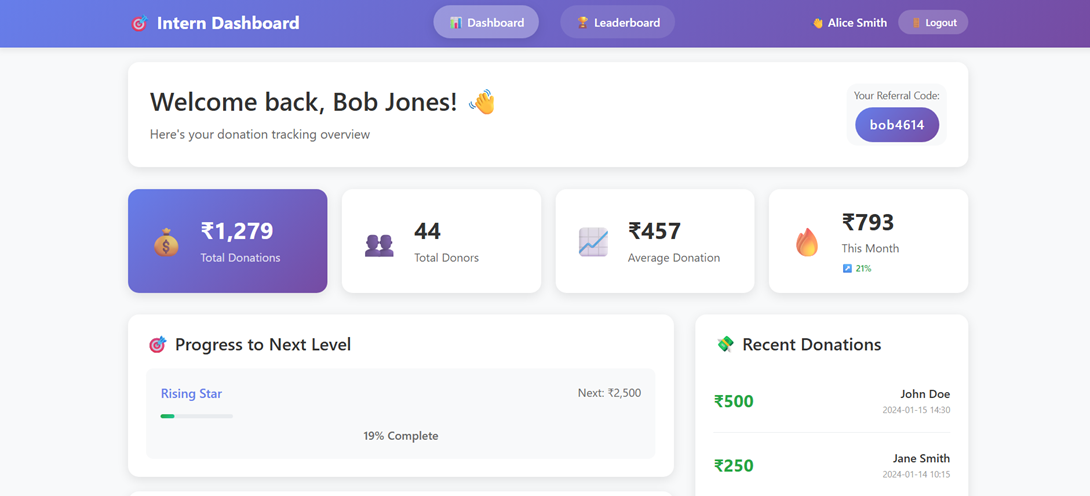 Intern Dashboard
Dashboard
Leaderboard
Alice Smith
Logout
Welcome back, Bob Jones!
Here's your donation tracking overview
Your Referral Code:
bob4614
₹1,279
Total Donations
44
Total Donors
₹457
Average Donation
₹793
This Month
21%
Progress to Next Level
Rising Star
Next: ₹2,500
19% Complete
Recent Donations
₹500
John Doe
2024-01-15 14:30
₹250
Jane Smith
2024-01-14 10:15